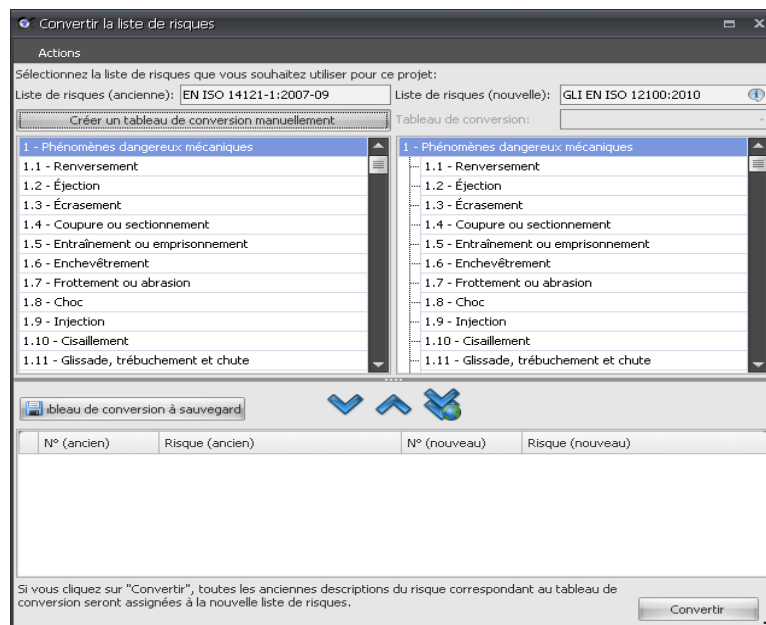 Convertir la liste de risques
Actions
Sélectionnez la liste de risques que vous souhaitez utiliser pour ce projet:
Liste de risques (ancienne): EN ISO 14121-1:2007-09 Liste de risques (nouvelle): GLI EN ISO 12100:2010
Créer un tableau de conversion manuellement Tableau de conversion:
1 - Phénomènes dangereux mécaniques
1.1 - Renversement
1.2 - Éjection
1.3 - Écrasement
1.4 - Coupure ou sectionnement
1.5 - Entraînement ou emprisonnement
1.6 - Enchevêtrement
1.7 - Frottement ou abrasion
1.8 - Choc
1.9 - Injection
1.10 - Cisaillement
1.11 - Glissade, trébuchement et chute
1 - Phénomènes dangereux mécaniques
1.1 - Renversement
1.2 - Éjection
1.3 - Écrasement
1.4 - Coupure ou sectionnement
1.5 - Entraînement ou emprisonnement
1.6 - Enchevêtrement
1.7 - Frottement ou abrasion
1.8 - Choc
1.9 - Injection
1.10 - Cisaillement
1.11 - Glissade, trébuchement et chute
ableau de conversion à sauvegard
N° (ancien) Risque (ancien) N° (nouveau) Risque (nouveau)
Si vous cliquez sur "Convertir", toutes les anciennes descriptions du risque correspondant au tableau de
conversion seront assignées à la nouvelle liste de risques.
Convertir